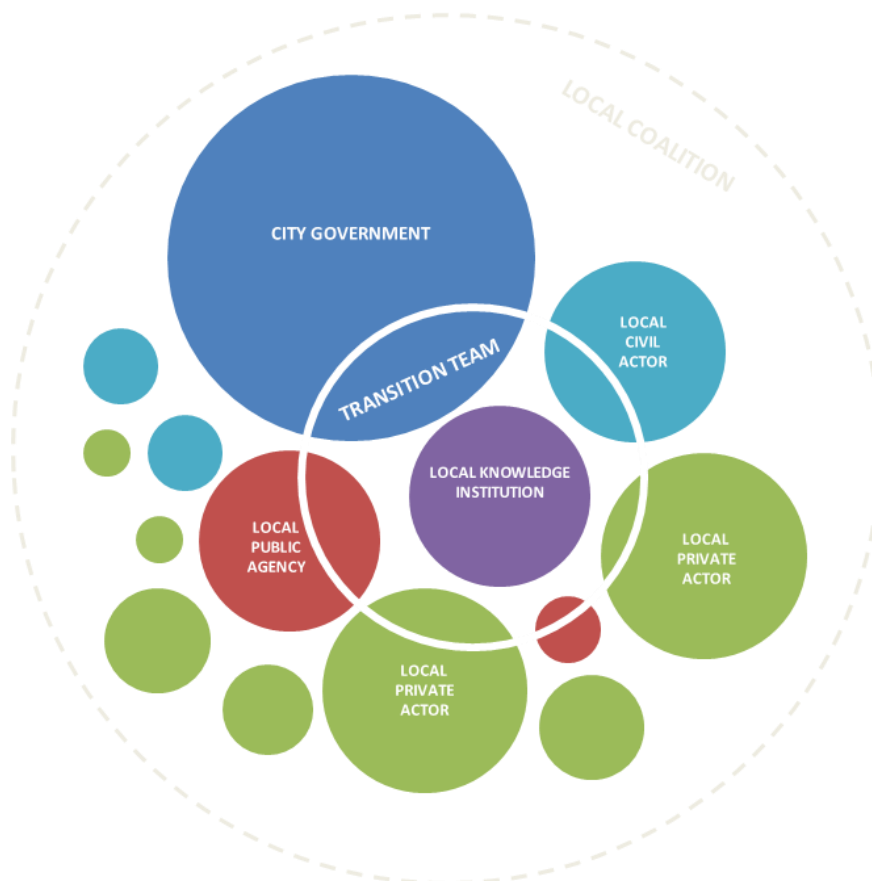 LOCAL COALITION
CITY GOVERNMENT
LOCAL
CIVIL
ACTOR
TRANSITION TEAM
LOCAL KNOWLEDGE
INSTITUTION
LOCAL
PUBLIC
AGENCY
LOCAL
PRIVATE
ACTOR
LOCAL
PRIVATE
ACTOR